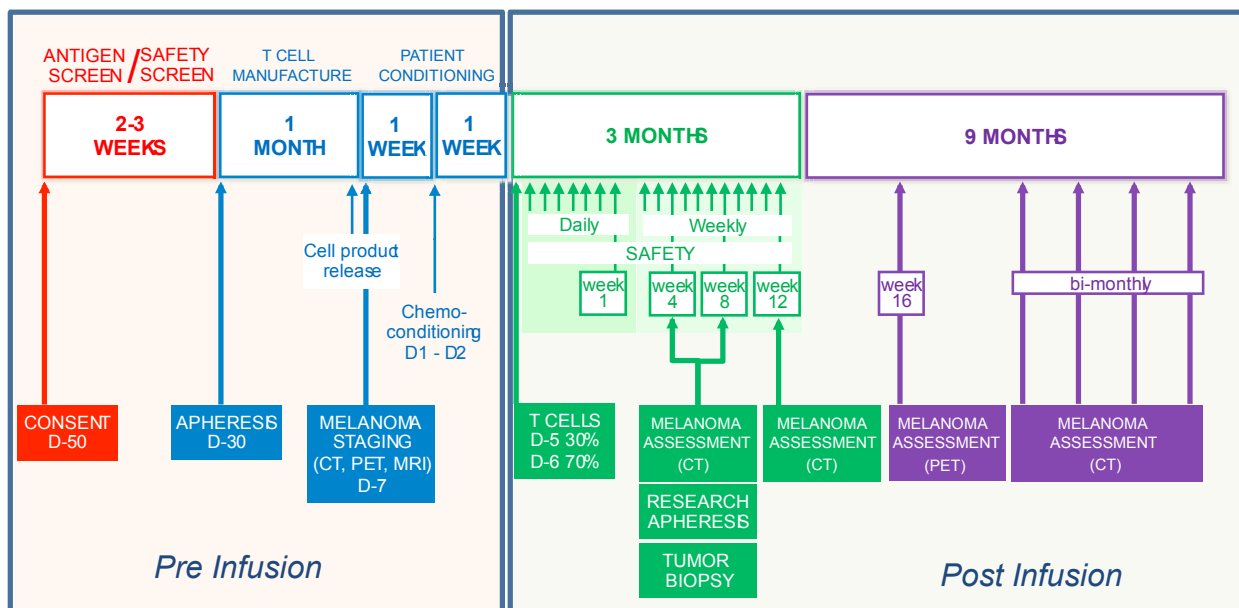 ANTIGEN / SAFETY
SCREEN SCREEN
T CELL
MANUFACTURE
PATIENT
CONDITIONING
2-3
WEEKS
1
MONTH
1
WEEK
1
WEEK
3 MONTHS
9 MONTHS
Daily
Weekly
SAFETY
Cell product
release
week
1
week
4
week
8
week
12
week
16
bi-monthly
Chemo-
conditioning
D1 - D2
CONSENT
D-50
APHERESIS
D-30
MELANOMA
STAGING
(CT, PET, MRI)
D-7
T CELLS
D-5 30%
D-6 70%
MELANOMA
ASSESSMENT
(CT)
RESEARCH
APHERESIS
TUMOR
BIOPSY
MELANOMA
ASSESSMENT
(CT)
MELANOMA
ASSESSMENT
(PET)
MELANOMA
ASSESSMENT
(CT)
Pre Infusion
Post Infusion